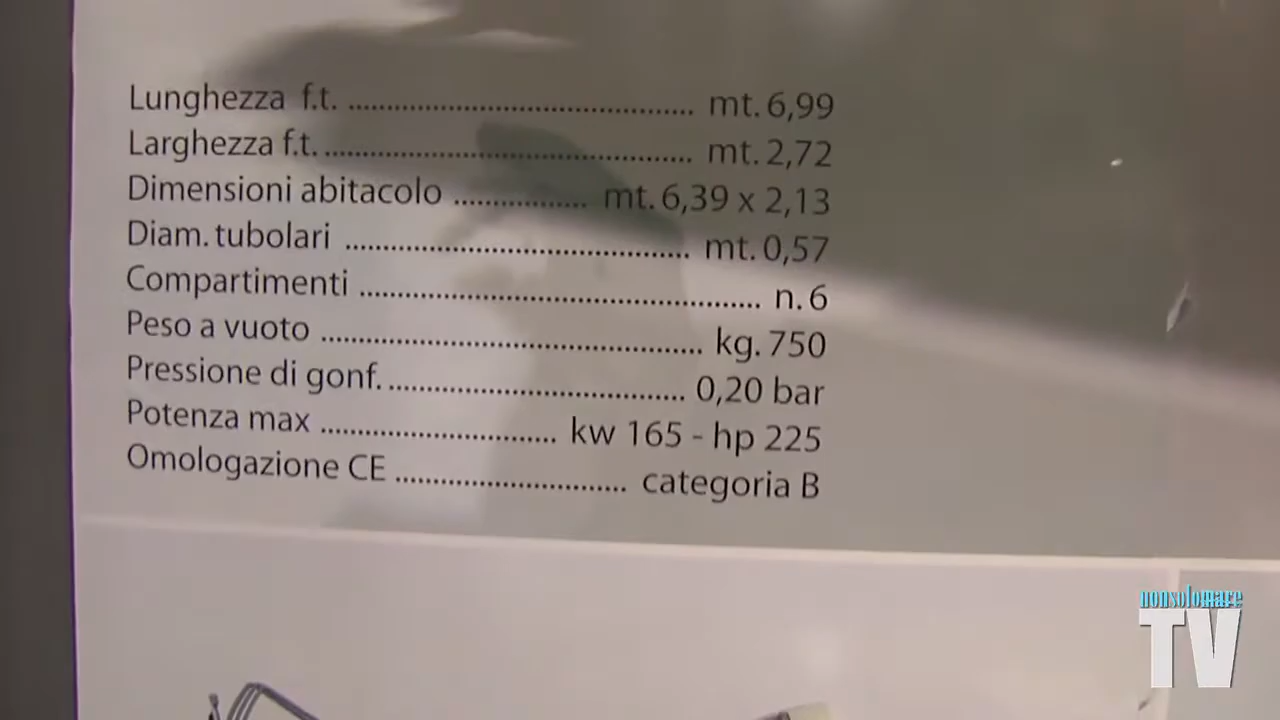 Lunghezza f.t. ........................................................ mt. 6,99
Larghezza f.t. ........................................................ mt. 2,72
Dimensioni abitacolo ................. mt. 6,39 x 2,13
Diam. tubolari .................................................... mt. 0,57
Compartimenti ............................................................ n. 6
Peso a vuoto ........................................................ kg. 750
Pressione di gonf. ............................................ 0,20 bar
Potenza max ................................... kw 165 - hp 225
Omologazione CE .................................. categoria B
nonsolomare
TV